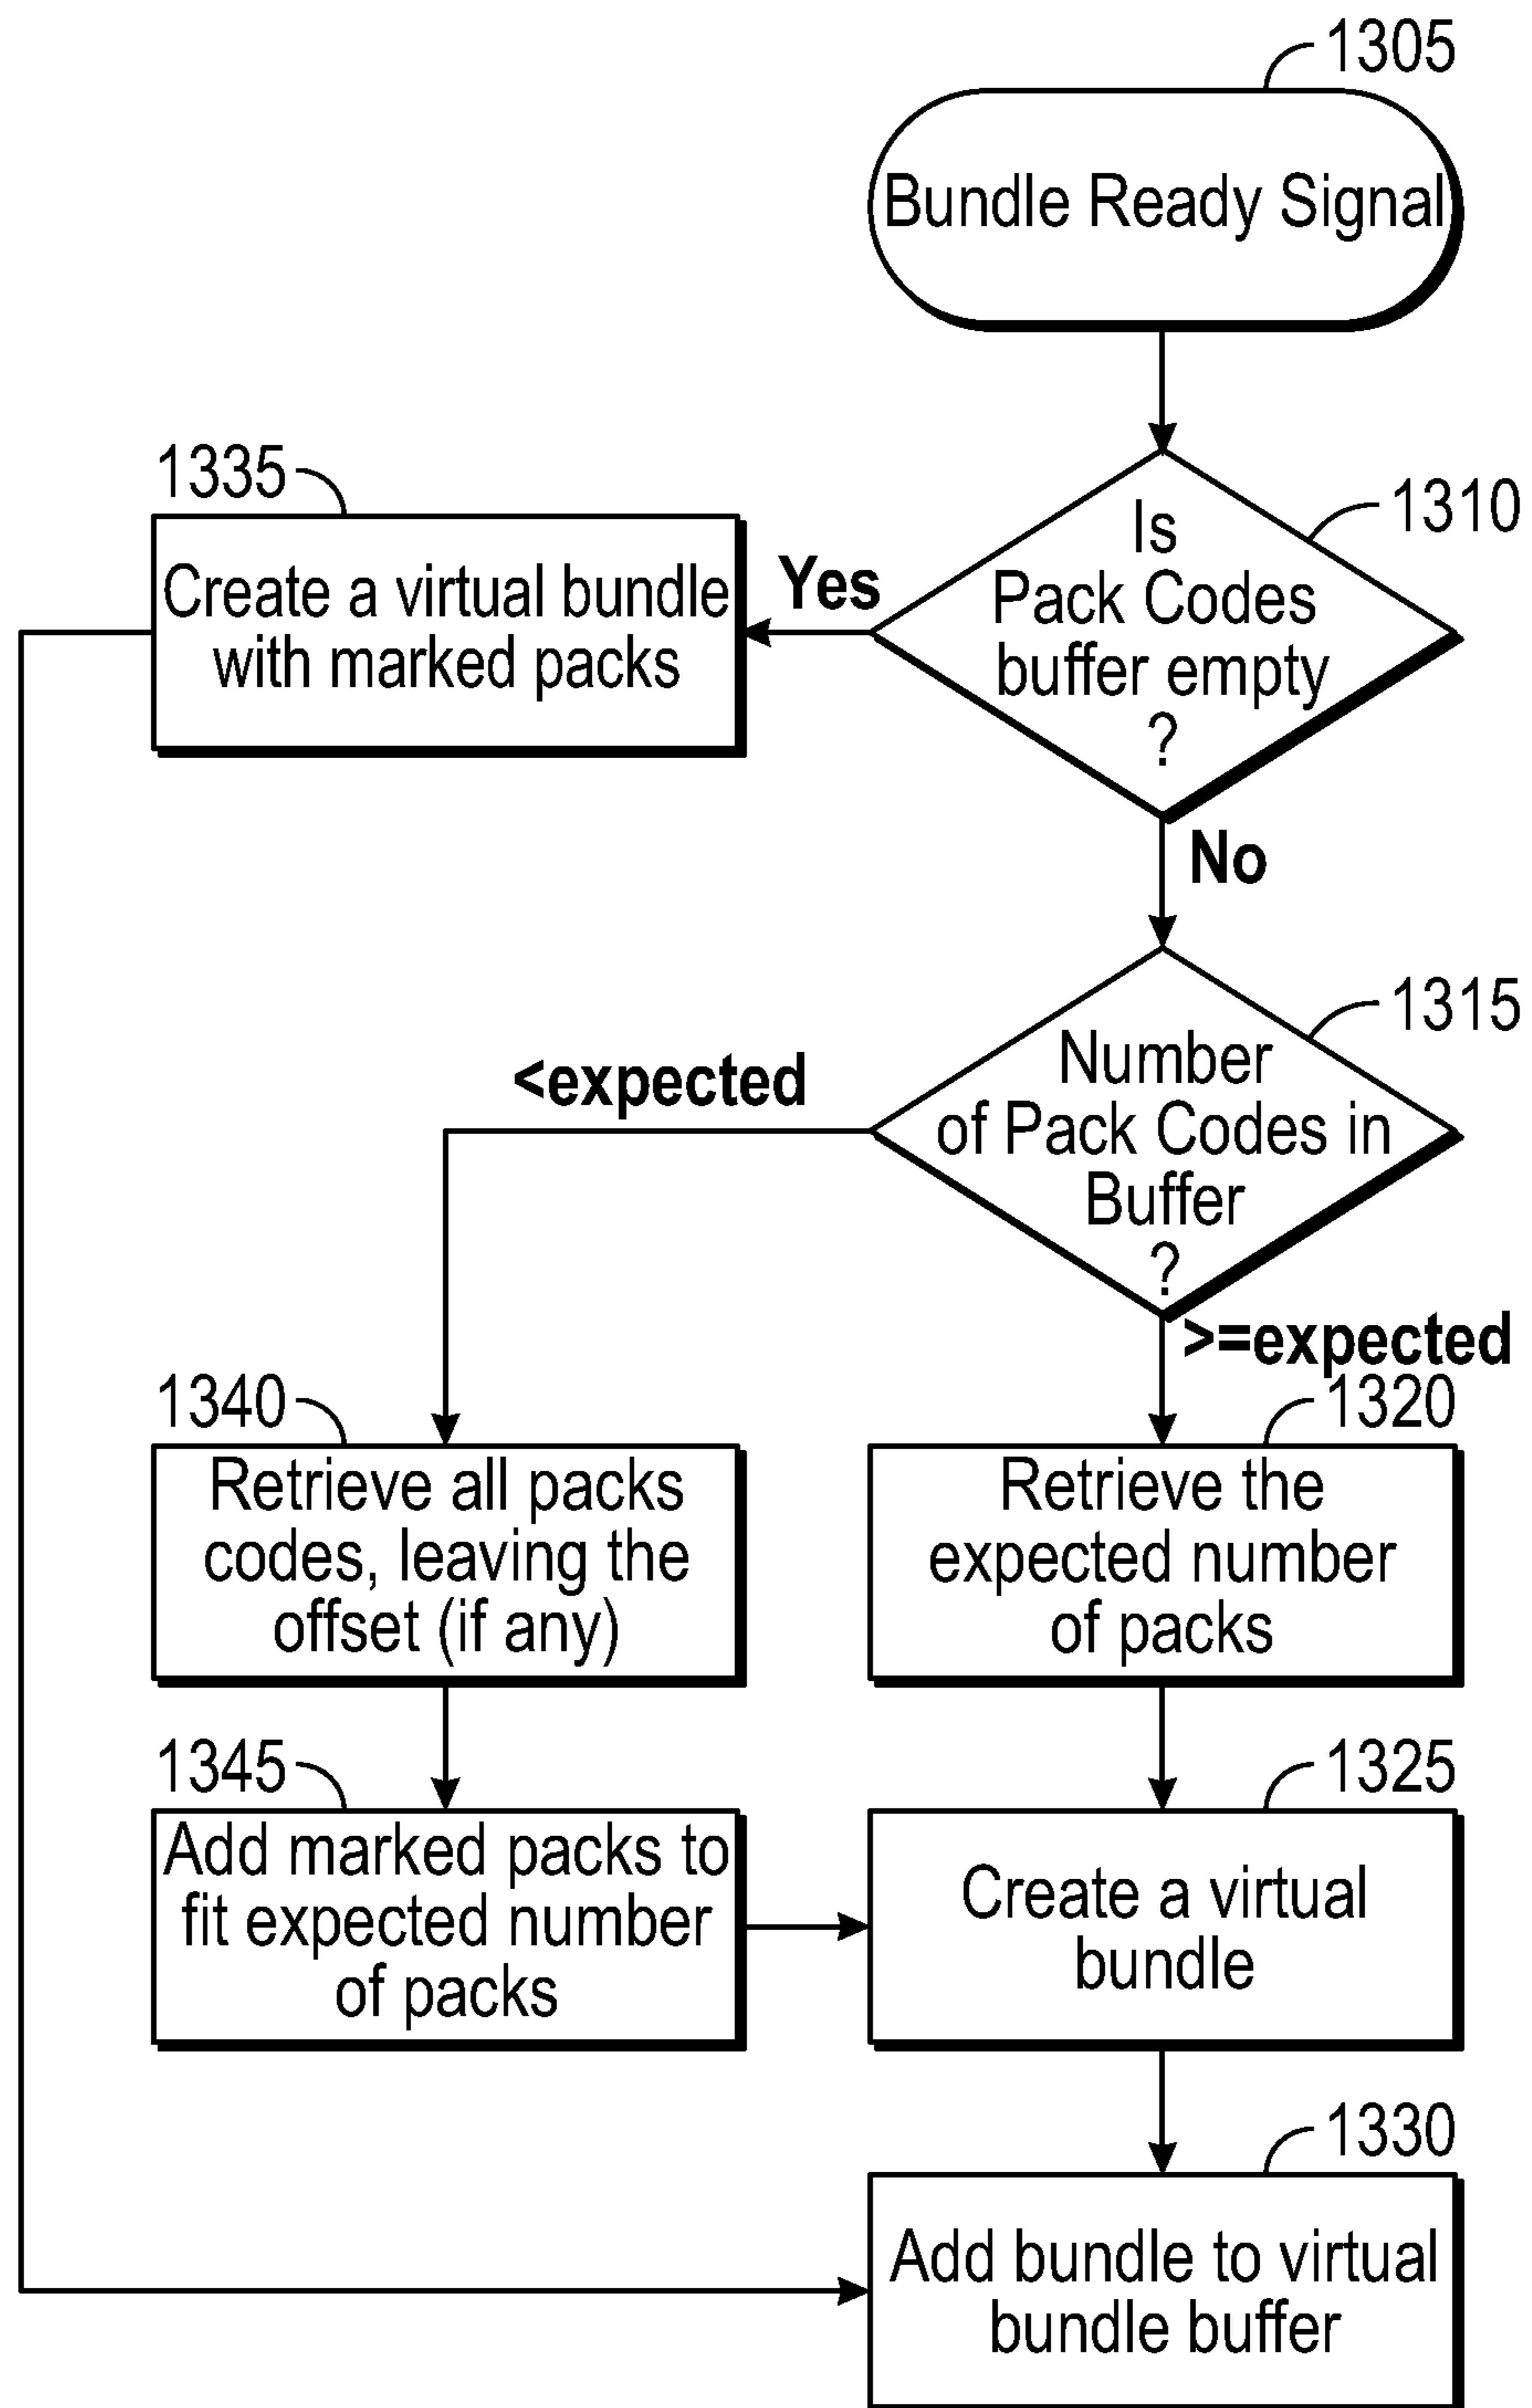 1305
Bundle Ready Signal
1310
Is
Pack Codes
buffer empty
?
Yes
1335
Create a virtual bundle
with marked packs
No
1315
Number
of Pack Codes in
Buffer
?
<expected
>=expected
1340
Retrieve all packs
codes, leaving the
offset (if any)
1320
Retrieve the
expected number
of packs
1345
Add marked packs to
fit expected number
of packs
1325
Create a virtual
bundle
1330
Add bundle to virtual
bundle buffer